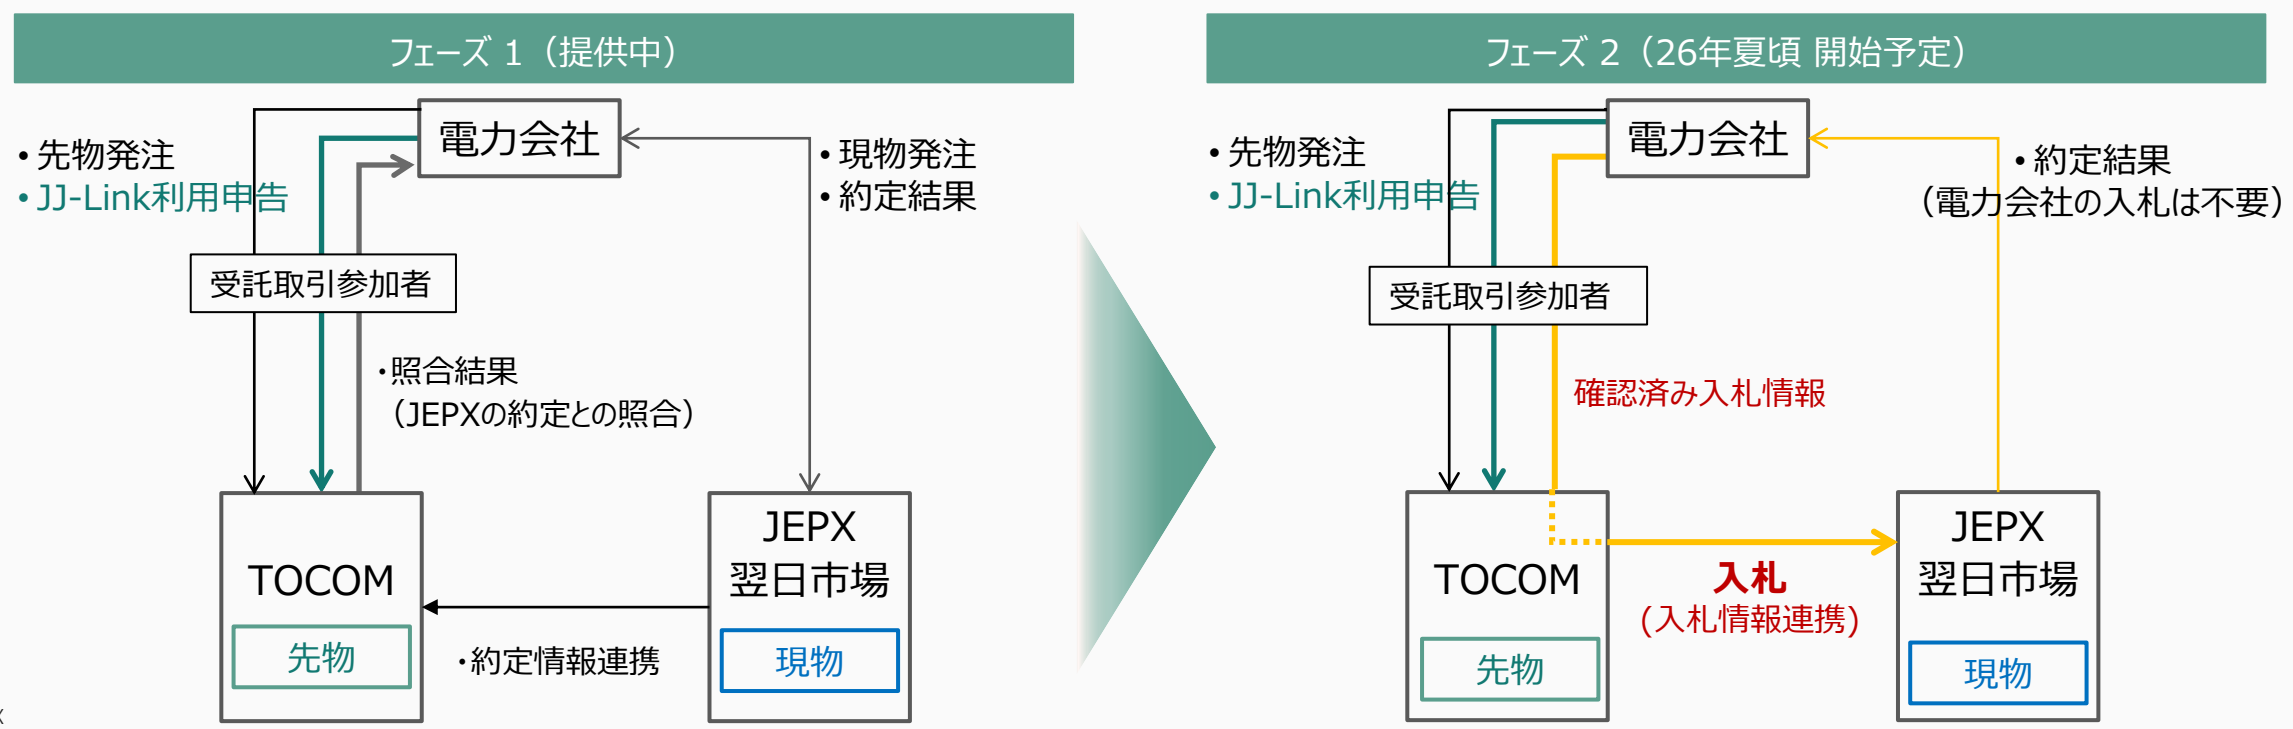 フェーズ 1（提供中）
電力会社
• 先物発注
• JJ-Link利用申告
• 現物発注
• 約定結果
受託取引参加者
・照合結果
（JEPXの約定との照合）
TOCOM
先物
・約定情報連携
JEPX
翌日市場
現物
フェーズ 2（26年夏頃 開始予定）
電力会社
• 先物発注
• JJ-Link利用申告
• 約定結果
（電力会社の入札は不要）
受託取引参加者
確認済み入札情報
TOCOM
先物
入札
(入札情報連携)
JEPX
翌日市場
現物